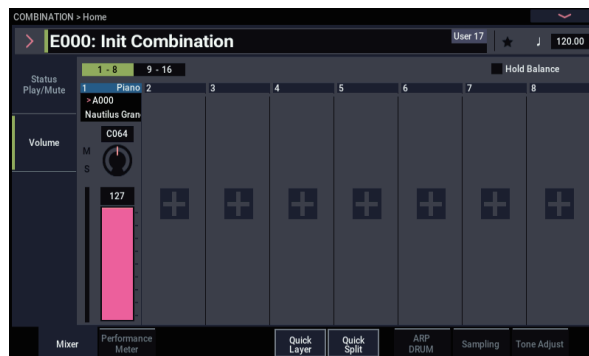 COMBINATION > Home
> E000: Init Combination
User 17
★ ♩ 120.00
Status
Play/Mute
1 - 8
9 - 16
Hold Balance
1 Piano 2 3 4 5 6 7 8
>A000
Nautilus Gran
Volume
C064
M
S
127
Mixer
Performance
Meter
Quick
Layer
Quick
Split
ARP
DRUM
Sampling
Tone Adjust